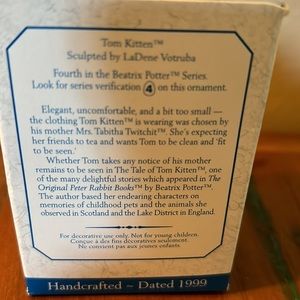 Tom Kitten™
Sculpted by LaDene Votruba
Fourth in the Beatrix Potter™ Series.
Look for series verification 4 on this ornament.
Elegant, uncomfortable, and a bit too small —
the clothing Tom Kitten™ is wearing was chosen by
his mother Mrs. Tabitha Twitchit™. She's expecting
her friends to tea and wants Tom to be clean and 'fit
to be seen.'
Whether Tom takes any notice of his mother
remains to be seen in The Tale of Tom Kitten™, one
of the many delightful stories which appeared in The
Original Peter Rabbit Books™ by Beatrix Potter™.
The author based her endearing characters on
memories of childhood pets and the animals she
observed in Scotland and the Lake District in England.
For decorative use only. Not for young children.
Conçue à des fins décoratives seulement.
Ne convient pas aux jeunes enfants.
Handcrafted ~ Dated 1999